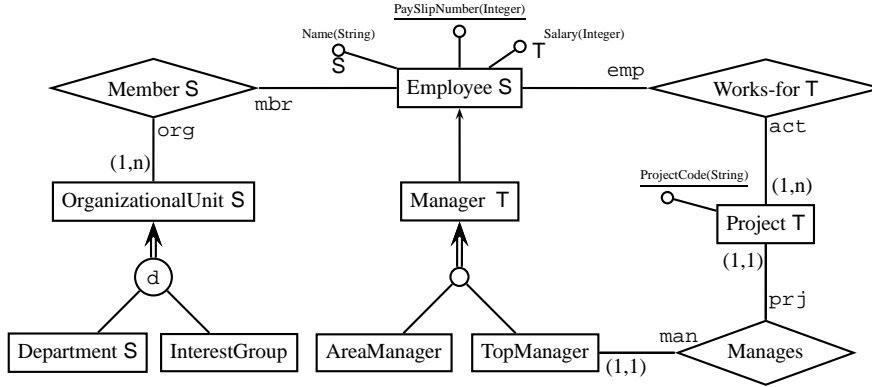 PaySlipNumber(Integer)
Name(String)
Salary(Integer)
S
T
Member S
Employee S
emp
Works-for T
mbr
org
act
(1,n)
ProjectCode(String)
(1,n)
OrganizationalUnit S
Manager T
Project T
(1,1)
d
prj
man
Department S
InterestGroup
AreaManager
TopManager
(1,1)
Manages